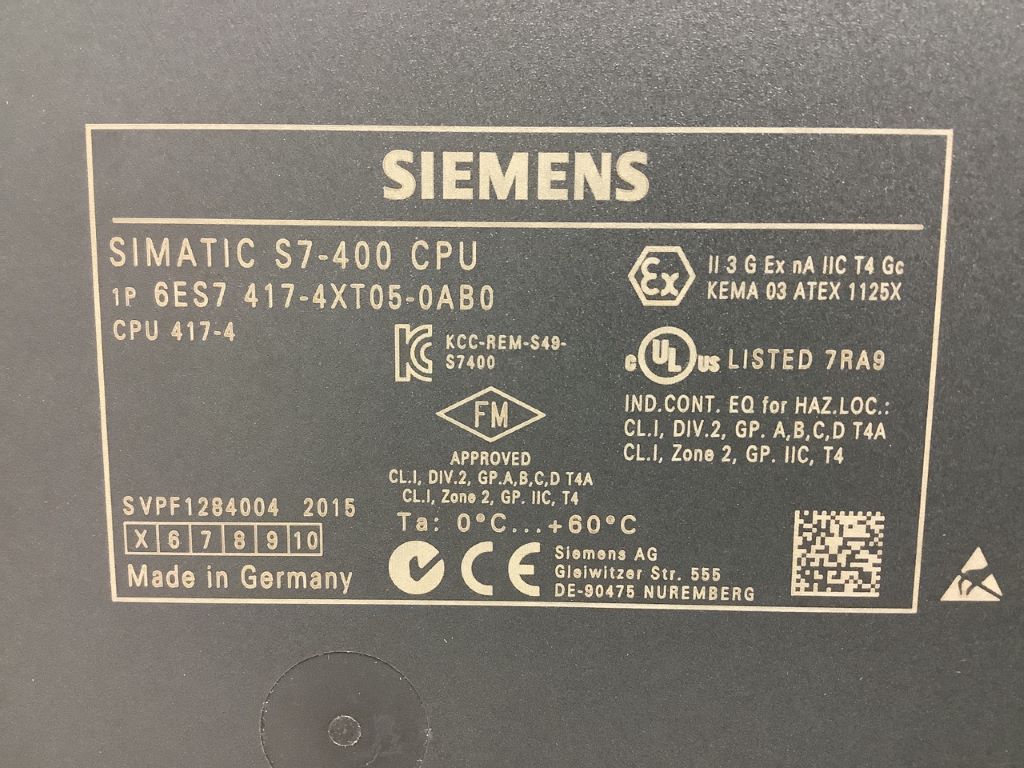 SIEMENS
SIMATIC S7-400 CPU
1P 6ES7 417-4XT05-0AB0
CPU 417-4
Ex
II 3 G Ex nA IIC T4 Gc
KEMA 03 ATEX 1125X
KCC-REM-S49-
S7400
c UL us LISTED 7RA9
IND.CONT. EQ for HAZ.LOC.:
CL.I, DIV.2, GP. A,B,C,D T4A
CL.I, Zone 2, GP. IIC, T4
FM
APPROVED
CL.I, DIV.2, GP.A,B,C,D T4A
CL.I, Zone 2, GP. IIC, T4
Ta: 0°C...+60°C
SVPF1284004 2015
X 6 7 8 9 10
Made in Germany
CE
Siemens AG
Gleiwitzer Str. 555
DE-90475 NUREMBERG